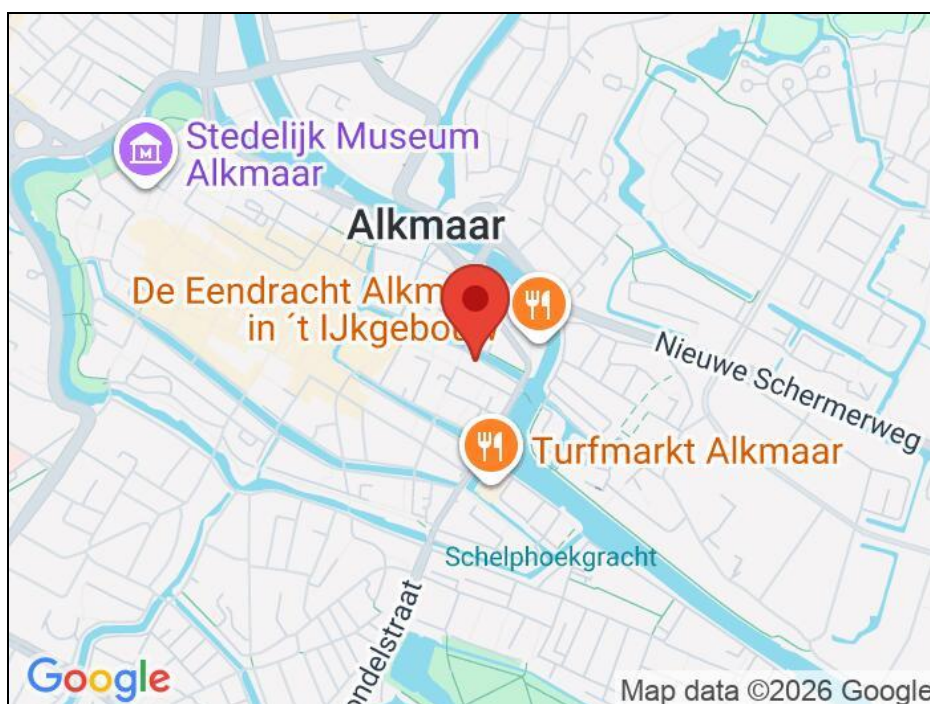 Stedelijk Museum
Alkmaar
Alkmaar
De Eendracht Alkm
in ´t IJkgebouw
Nieuwe Schermerweg
Turfmarkt Alkmaar
Schelphoekgracht
ondelstraat
Google
Map data ©2026 Google